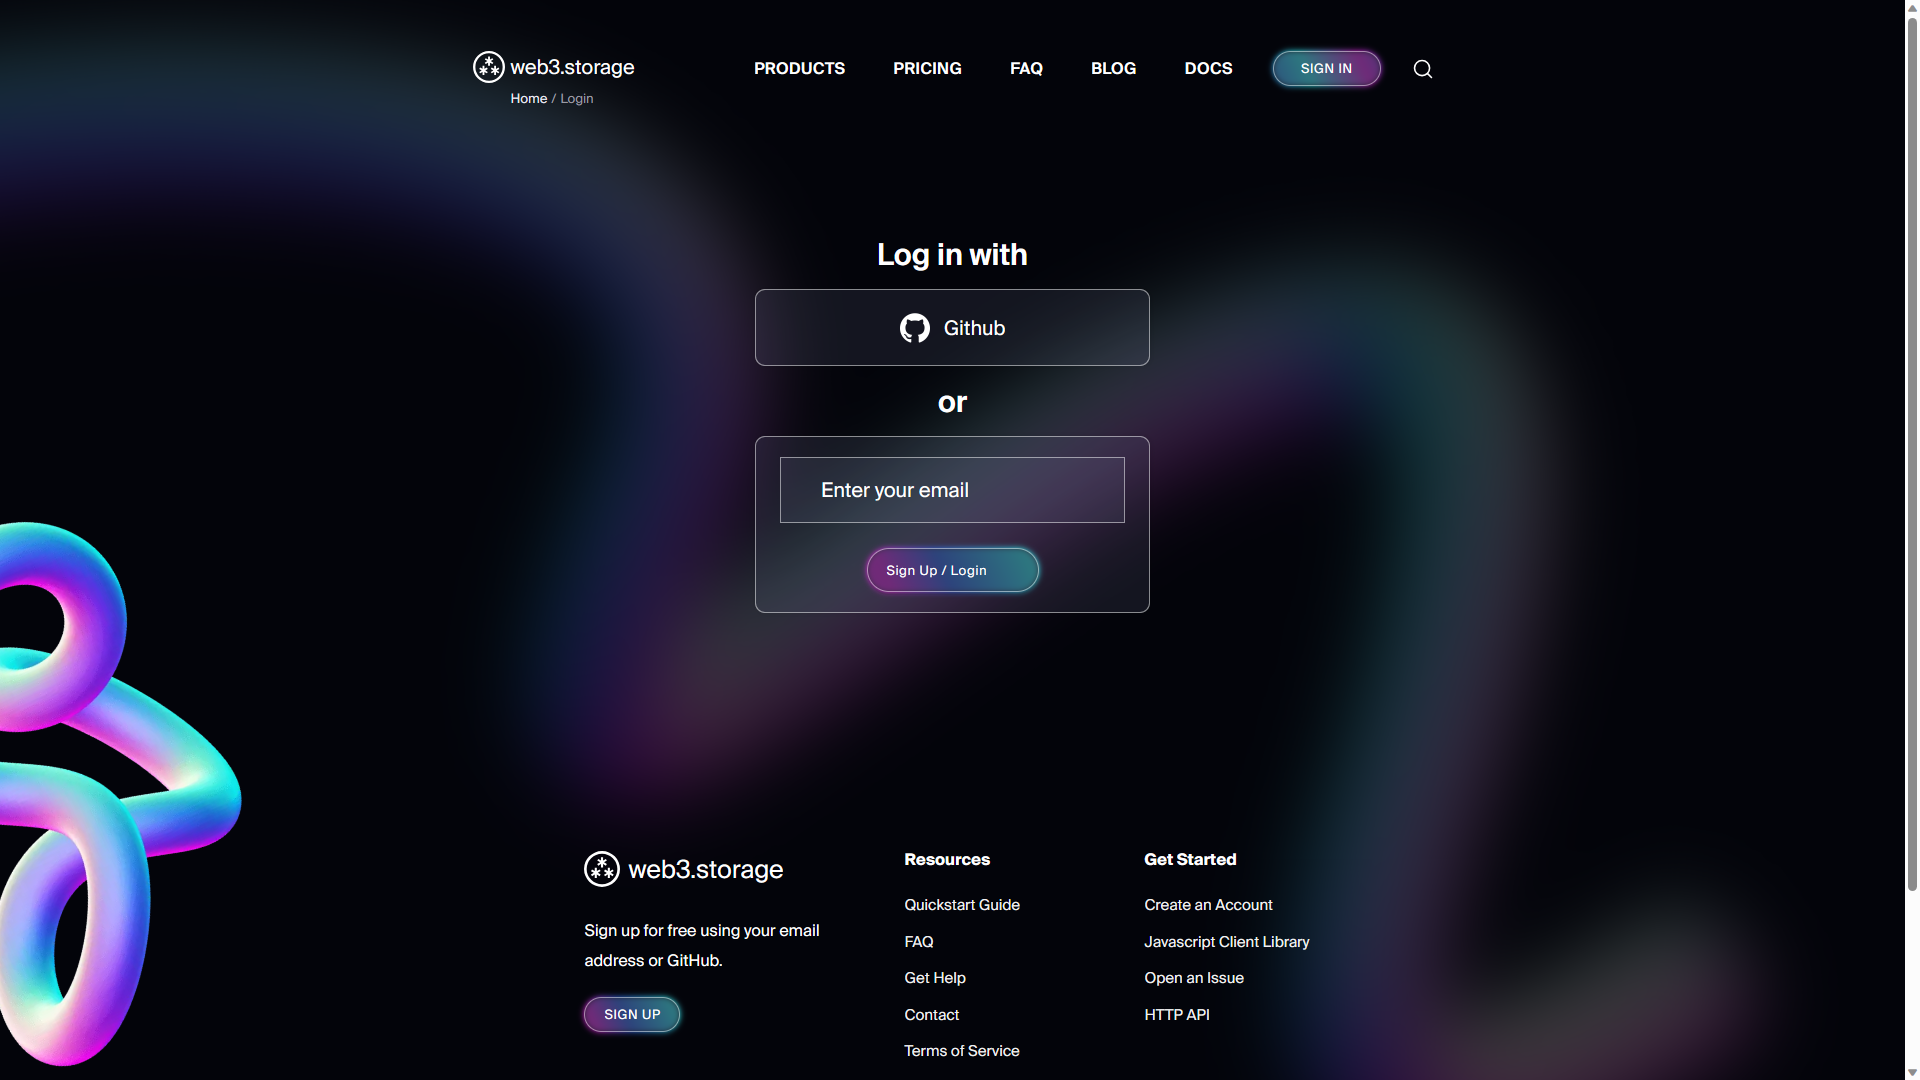 web3.storage
PRODUCTS PRICING FAQ BLOG DOCS SIGN IN
Home / Login
Log in with
Github
or
Enter your email
Sign Up / Login
web3.storage
Sign up for free using your email
address or GitHub.
SIGN UP
Resources
Quickstart Guide
FAQ
Get Help
Contact
Terms of Service
Get Started
Create an Account
Javascript Client Library
Open an Issue
HTTP API